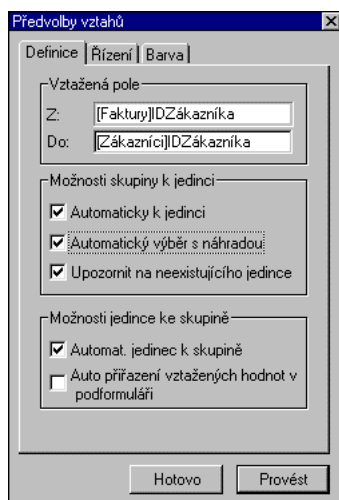 Předvolby vztahů
Definice Řízení Barva
Vztažená pole
Z: [Faktury]IDZákazníka
Do: [Zákazníci]IDZákazníka
Možnosti skupiny k jedinci
Automaticky k jedinci
Automatický výběr s náhradou
Upozornit na neexistujícího jedince
Možnosti jedince ke skupině
Automat. jedinec k skupině
Auto přiřazení vztažených hodnot v
podformuláři
Hotovo Provést